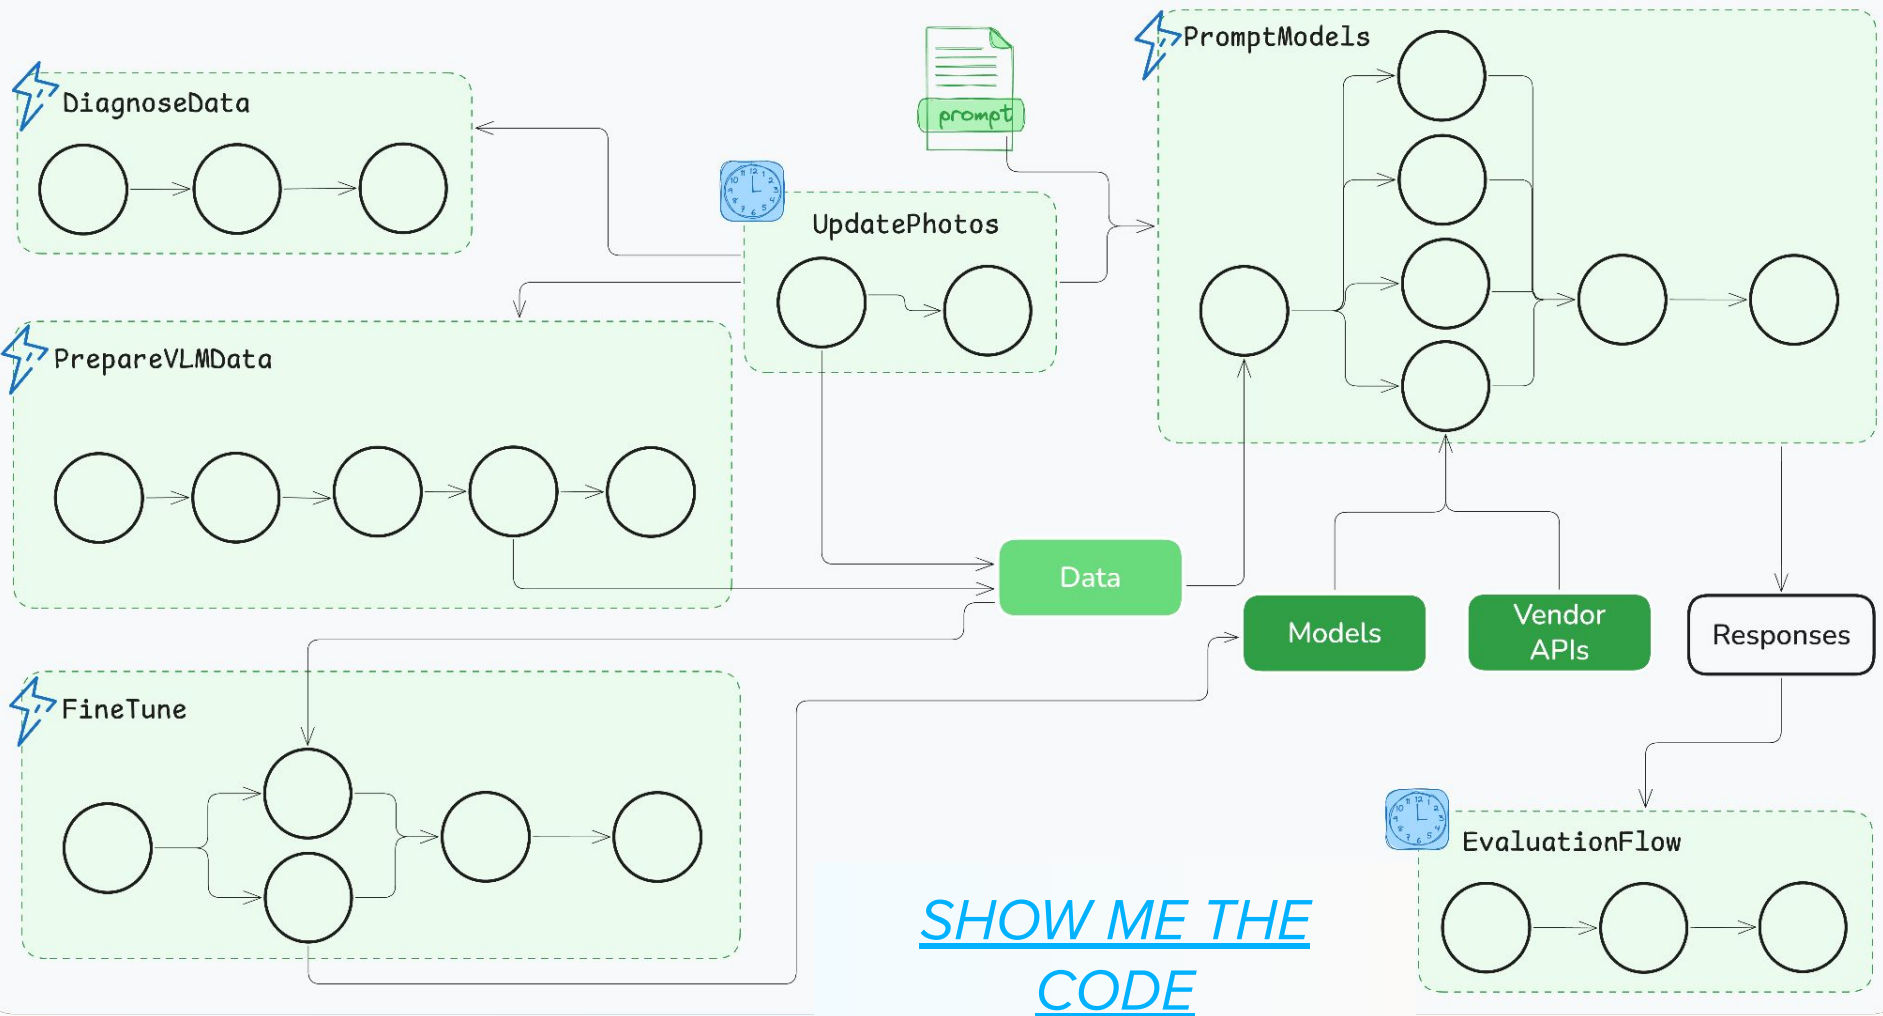 DiagnoseData
prompt
PromptModels
UpdatePhotos
PrepareVLMData
Data
Models
Vendor
APIs
Responses
FineTune
EvaluationFlow
SHOW ME THE
CODE